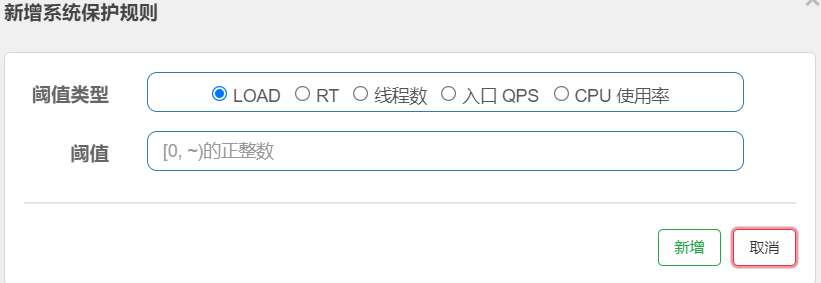 新增系统保护规则
阈值类型 LOAD RT 线程数 入口 QPS CPU 使用率
阈值 [0, ~)的正整数
新增 取消